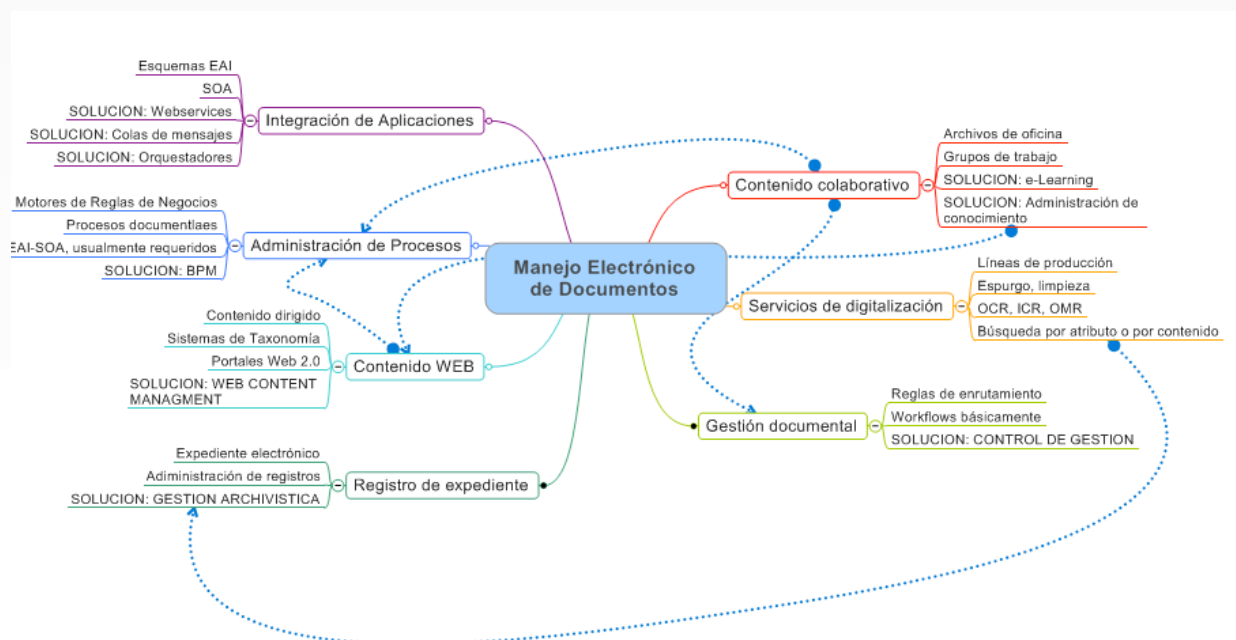 Esquemas EAI
SOA
SOLUCION: Webservices
SOLUCION: Colas de mensajes
SOLUCION: Orquestadores
Integración de Aplicaciones
Motores de Reglas de Negocios
Procesos documentlaes
EAI-SOA, usualmente requeridos
SOLUCION: BPM
Administración de Procesos
Contenido dirigido
Sistemas de Taxonomía
Portales Web 2.0
SOLUCION: WEB CONTENT
MANAGMENT
Contenido WEB
Expediente electrónico
Adiministración de registros
SOLUCION: GESTION ARCHIVISTICA
Registro de expediente
Manejo Electrónico
de Documentos
Contenido colaborativo
Archivos de oficina
Grupos de trabajo
SOLUCION: e-Learning
SOLUCION: Administración de
conocimiento
Servicios de digitalización
Líneas de producción
Espurgo, limpieza
OCR, ICR, OMR
Búsqueda por atributo o por contenido
Gestión documental
Reglas de enrutamiento
Workflows básicamente
SOLUCION: CONTROL DE GESTION